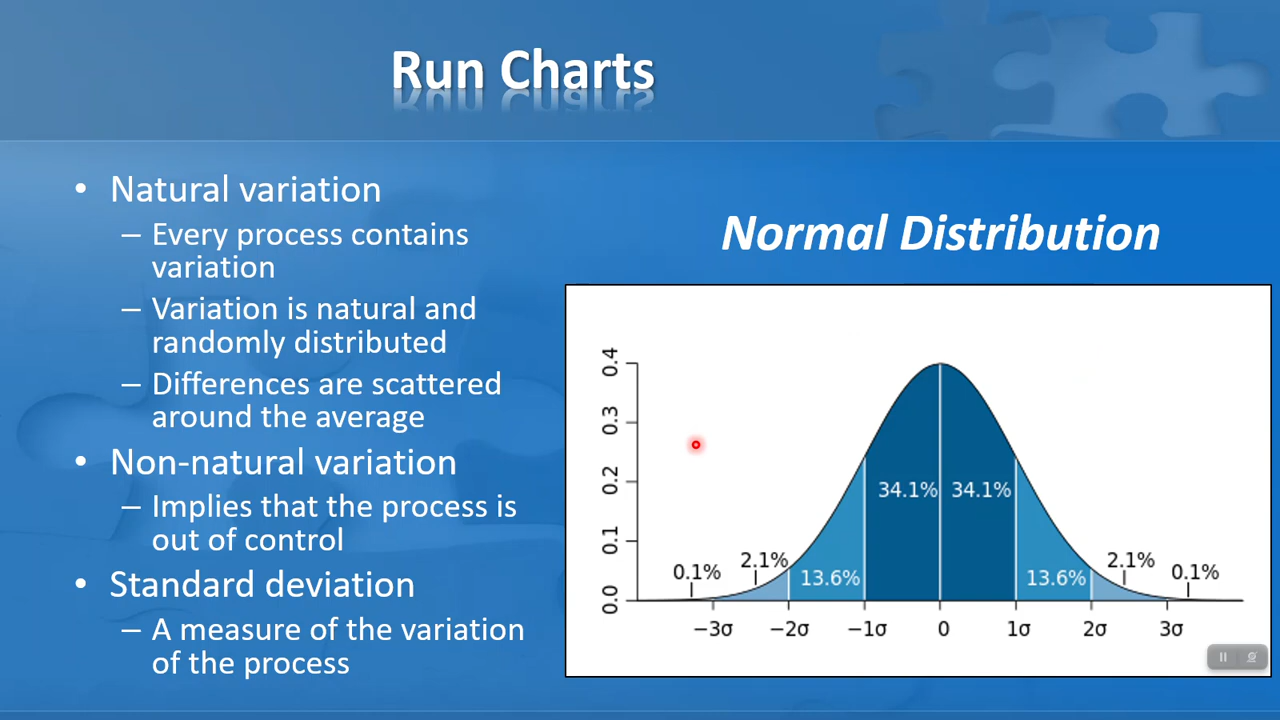 Run Charts
• Natural variation
– Every process contains
variation
– Variation is natural and
randomly distributed
– Differences are scattered
around the average
• Non-natural variation
– Implies that the process is
out of control
• Standard deviation
– A measure of the variation
of the process
Normal Distribution
0.4
0.3
0.2
0.1
0.0
34.1% 34.1%
2.1% 2.1%
0.1% 13.6% 13.6% 0.1%
−3σ −2σ −1σ 0 1σ 2σ 3σ